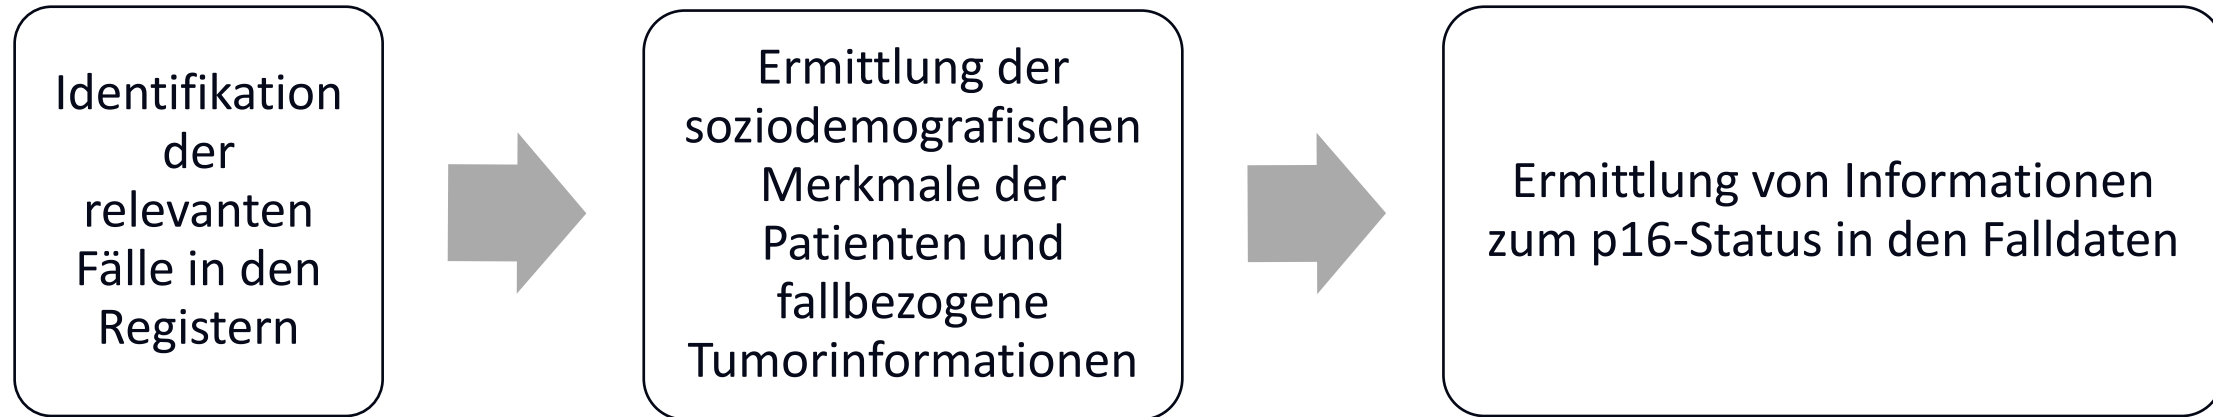 Identifikation
der
relevanten
Fälle in den
Registern
Ermittlung der
soziodemografischen
Merkmale der
Patienten und
fallbezogene
Tumorinformationen
Ermittlung von Informationen
zum p16-Status in den Falldaten